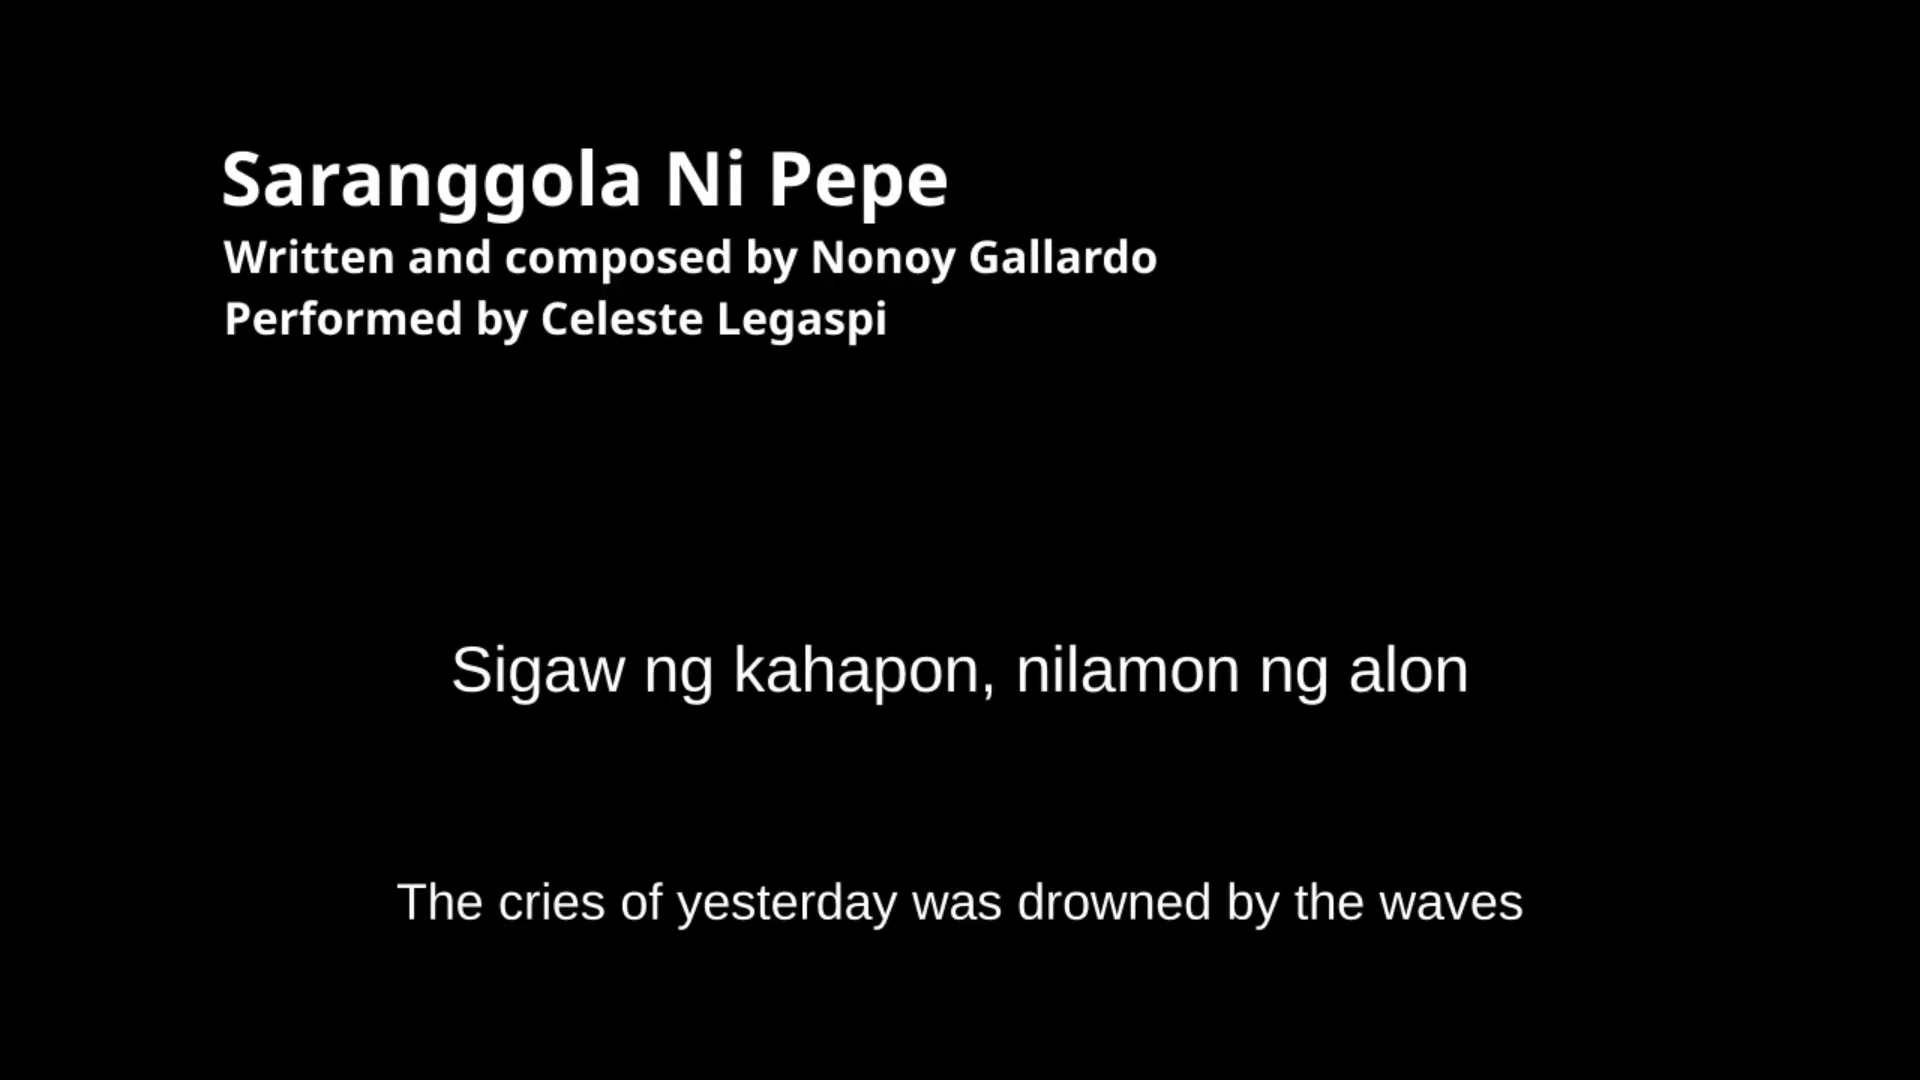 Saranggola Ni Pepe
Written and composed by Nonoy Gallardo
Performed by Celeste Legaspi
Sigaw ng kahapon, nilamon ng alon
The cries of yesterday was drowned by the waves